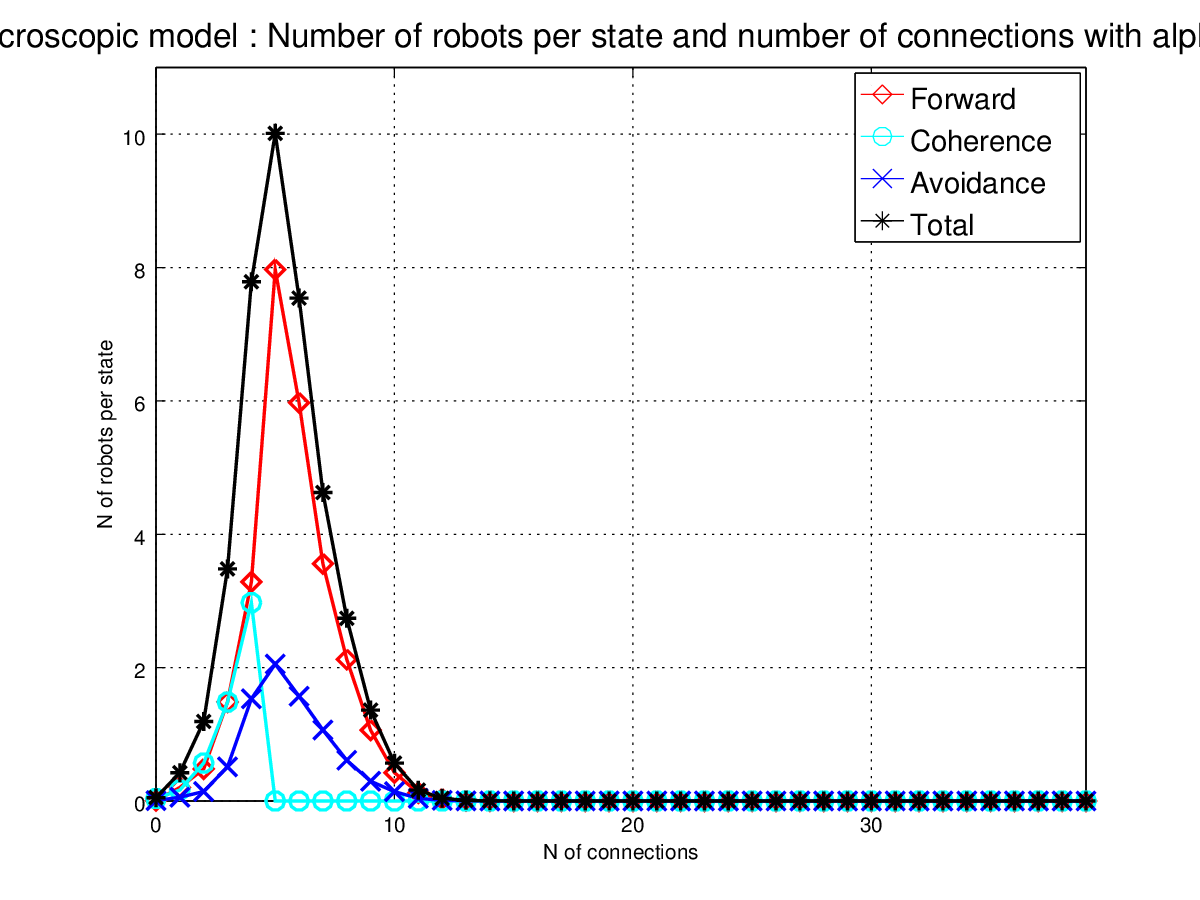 croscopic model : Number of robots per state and number of connections with alp
Forward
Coherence
Avoidance
Total
10
8
6
4
2
0
N of robots per state
0 10 20 30
N of connections